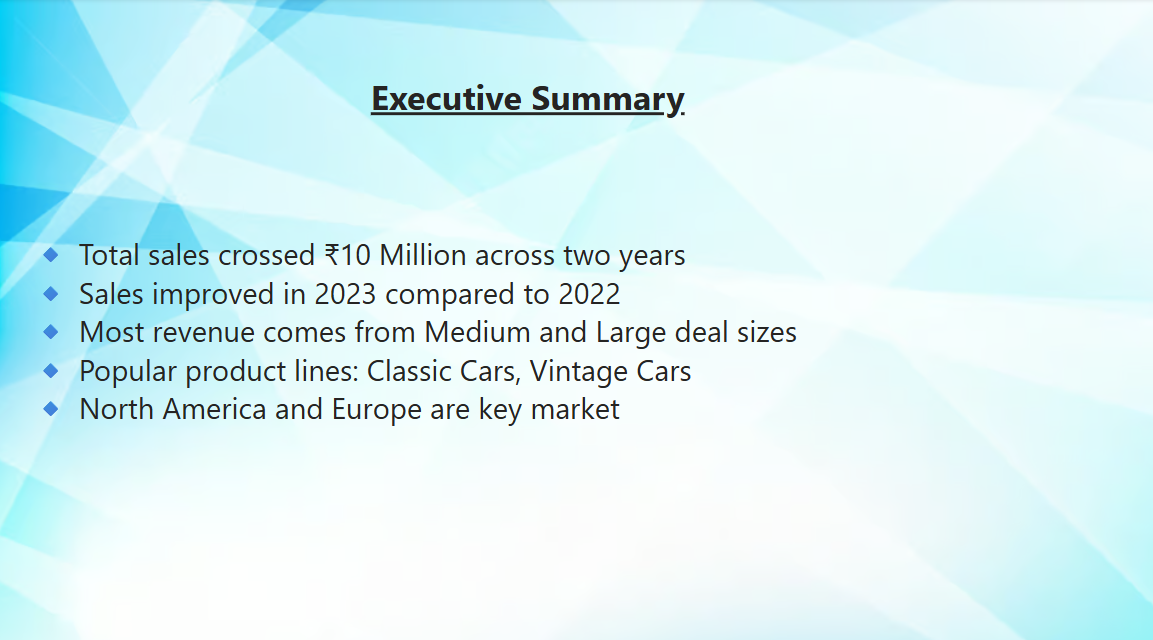 Executive Summary
Total sales crossed ₹10 Million across two years
Sales improved in 2023 compared to 2022
Most revenue comes from Medium and Large deal sizes
Popular product lines: Classic Cars, Vintage Cars
North America and Europe are key market